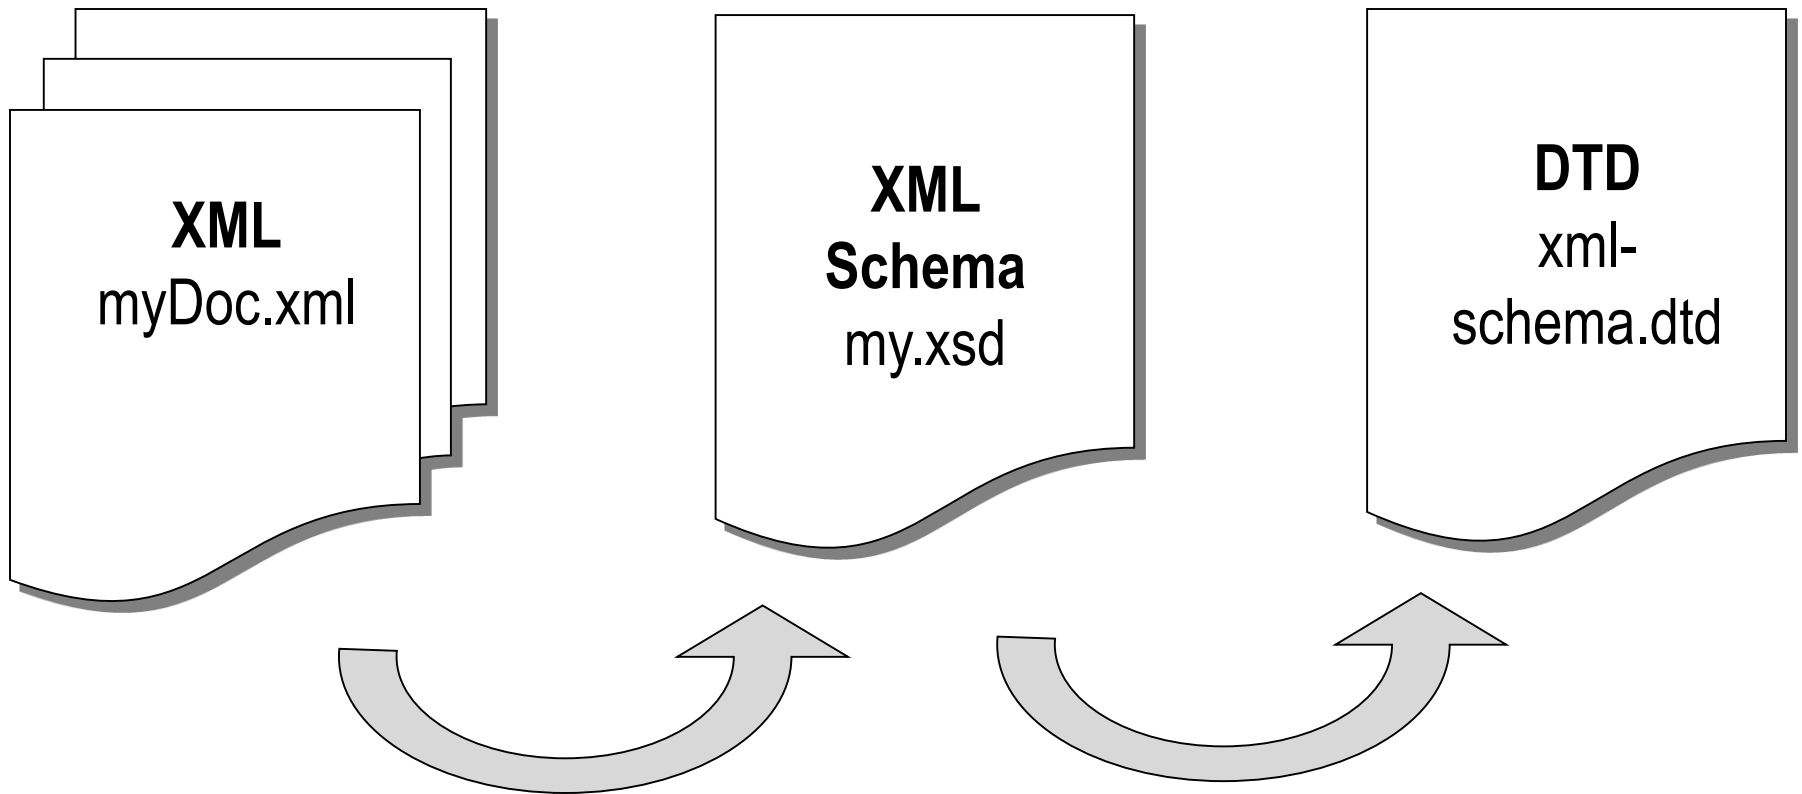 XML
myDoc.xml
XML
Schema
my.xsd
DTD
xml-
schema.dtd